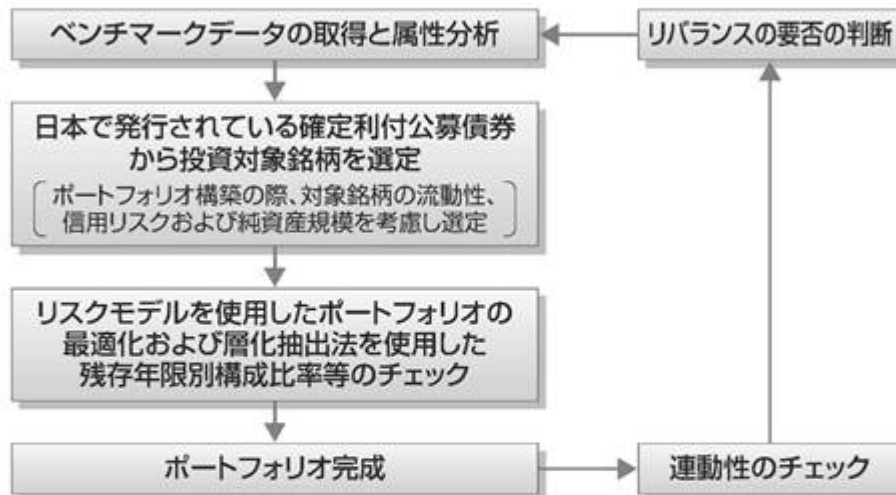 ベンチマークデータの取得と属性分析
リバランスの要否の判断
日本で発行されている確定利付公募債券
から投資対象銘柄を選定
ポートフォリオ構築の際、対象銘柄の流動性、
信用リスクおよび純資産規模を考慮し選定
リスクモデルを使用したポートフォリオの
最適化および層化抽出法を使用した
残存年限別構成比率等のチェック
ポートフォリオ完成
連動性のチェック